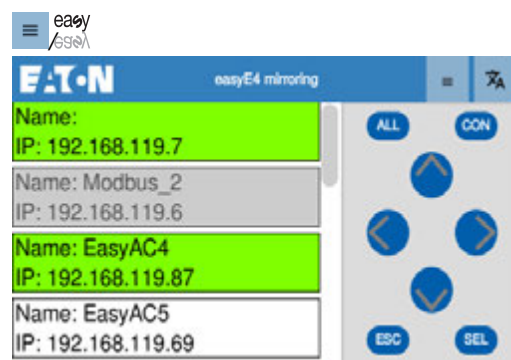 easy
E·T·N
easyE4 mirroring
Name:
IP: 192.168.119.7
ALL
CON
Name: Modbus_2
IP: 192.168.119.6
Name: EasyAC4
IP: 192.168.119.87
Name: EasyAC5
IP: 192.168.119.69
ESC
SEL